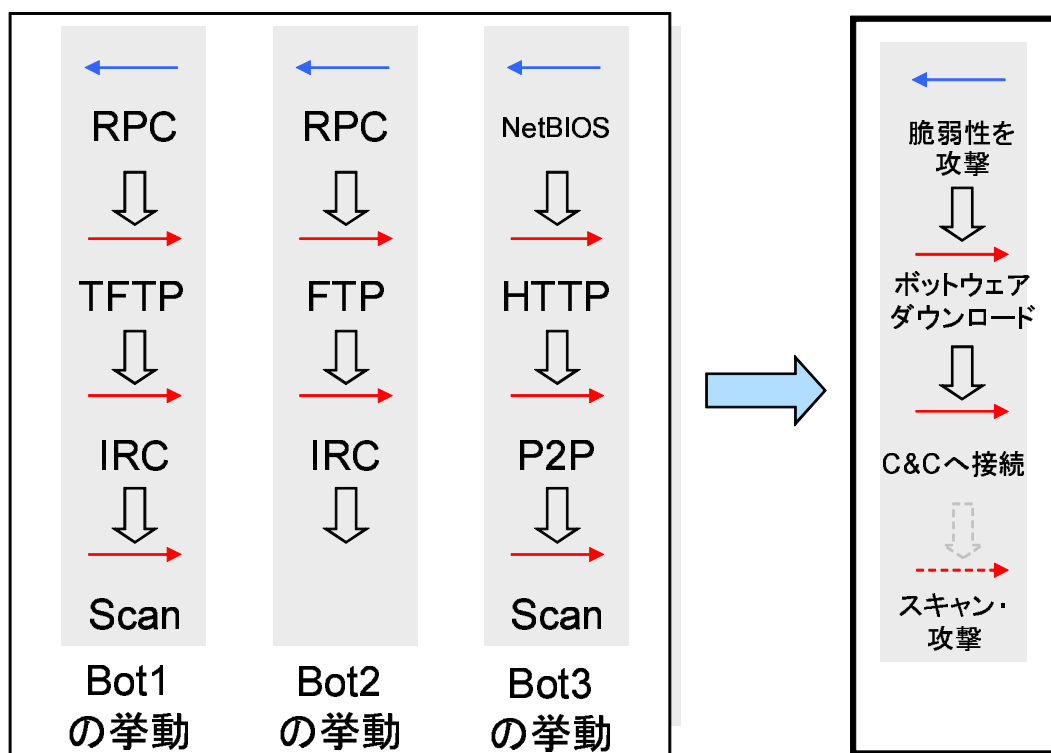 RPC
TFTP
IRC
Scan
Bot1
の挙動
RPC
FTP
IRC
Bot2
の挙動
NetBIOS
HTTP
P2P
Scan
Bot3
の挙動
脆弱性を
攻撃
ボットウェア
ダウンロード
C&Cへ接続
スキャン・
攻撃